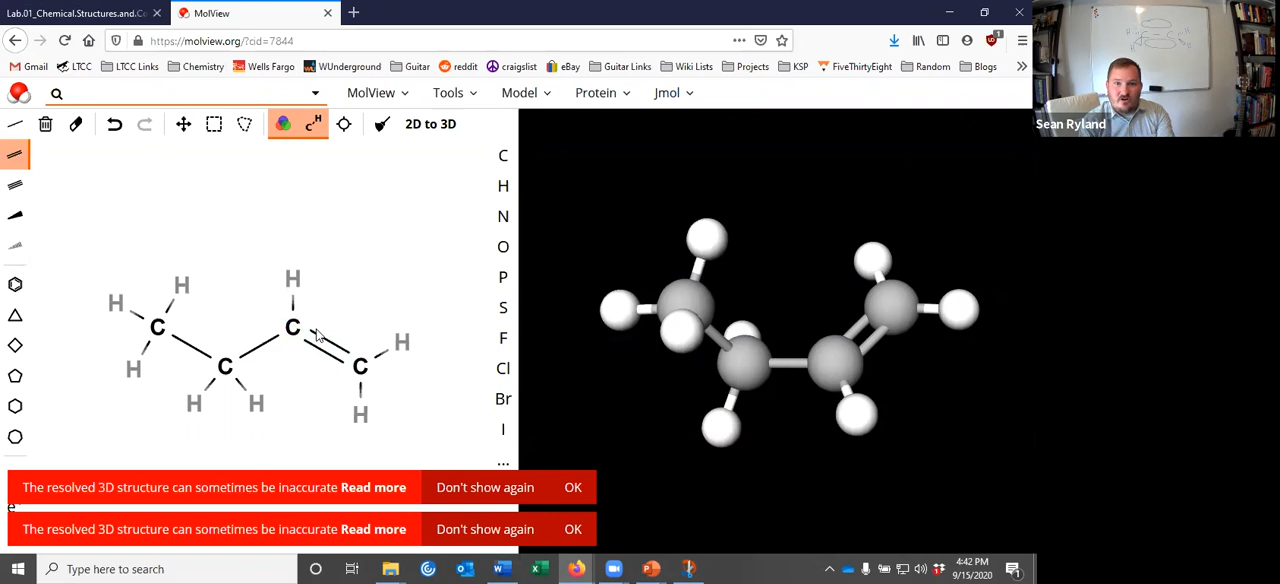 Lab.01_Chemical.Structures.and.Co
MolView
https://molview.org/?cid=7844
1
Gmail LTCC LTCC Links Chemistry Wells Fargo WUnderground Guitar reddit craigslist eBay Guitar Links Wiki Lists Projects KSP FiveThirtyEight Random Blogs
MolView Tools Model Protein Jmol
C H 2D to 3D
C
H
N
O
P
S
F
Cl
Br
I
...
H
H H
C C
H H
C C
H H H
The resolved 3D structure can sometimes be inaccurate Read more Don't show again OK
The resolved 3D structure can sometimes be inaccurate Read more Don't show again OK
Type here to search
4:42 PM
9/15/2020
1
Sean Ryland